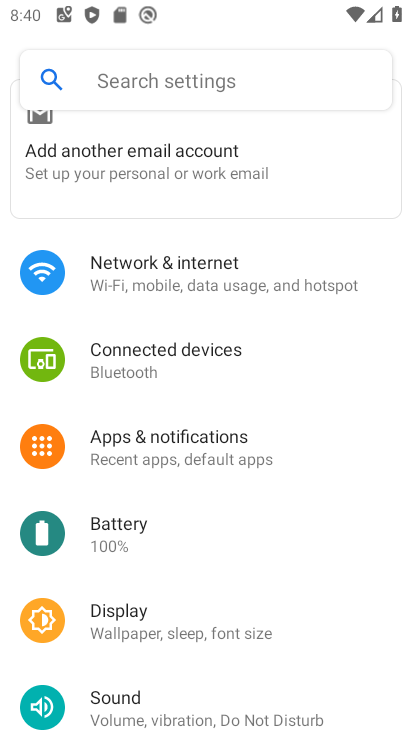 8:40
Search settings
Add another email account
Set up your personal or work email
Network & internet
Wi-Fi, mobile, data usage, and hotspot
Connected devices
Bluetooth
Apps & notifications
Recent apps, default apps
Battery
100%
Display
Wallpaper, sleep, font size
Sound
Volume, vibration, Do Not Disturb